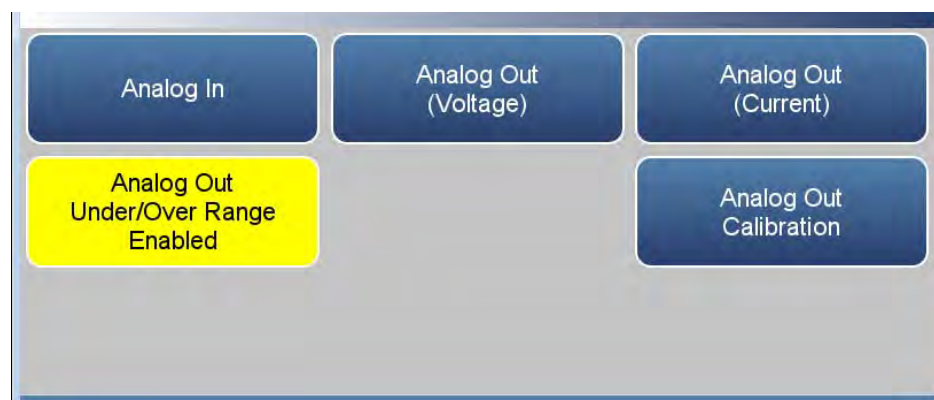 Analog In
Analog Out
(Voltage)
Analog Out
(Current)
Analog Out
Under/Over Range
Enabled
Analog Out
Calibration